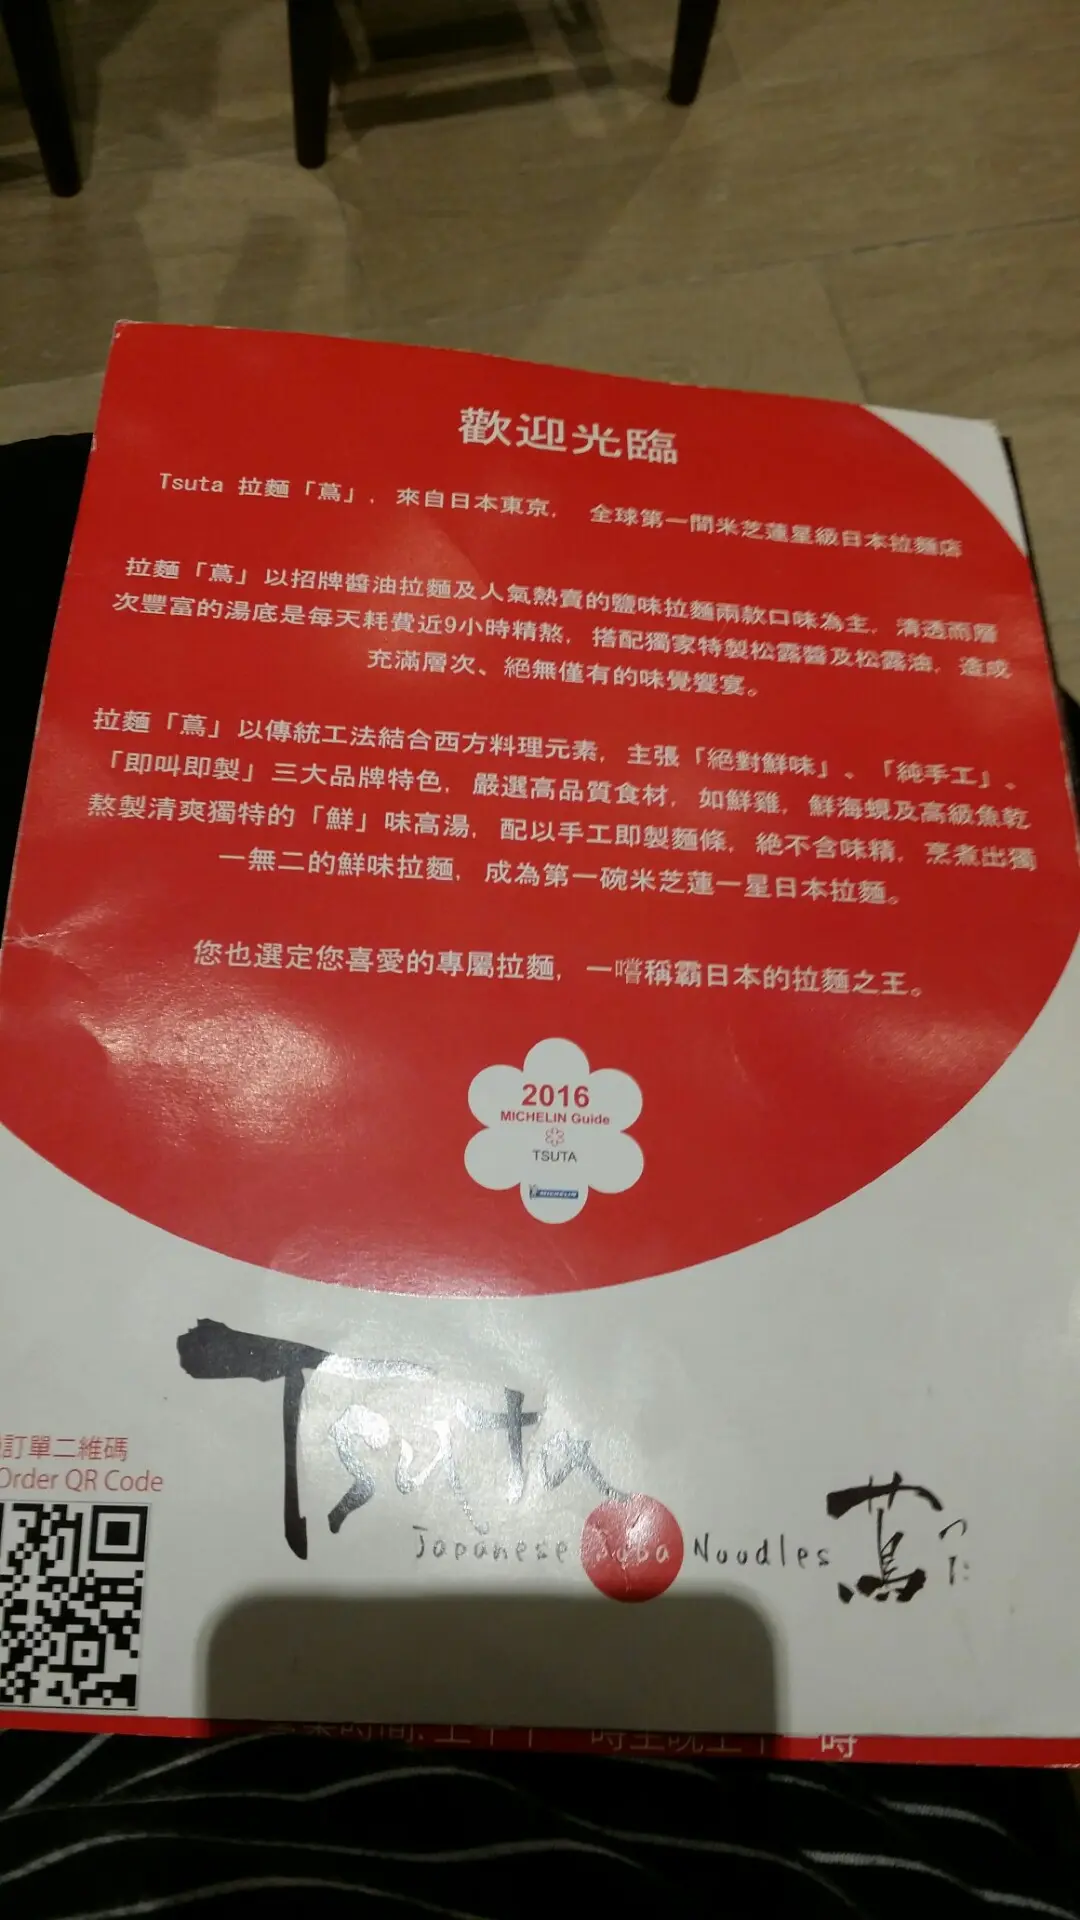 歡迎光臨
Tsuta 拉麵「蔦」, 來自日本東京, 全球第一間米芝蓮星級日本拉麵店
拉麵「蔦」以招牌醬油拉麵及人氣熱賣的鹽味拉麵兩款口味為主, 清透而層
次豐富的湯底是每天耗費近9小時精熬, 搭配獨家特製松露醬及松露油, 造成
充滿層次、絕無僅有的味覺饗宴。
拉麵「蔦」以傳統工法結合西方料理元素, 主張「絕對鮮味」、「純手工」、
「即叫即製」三大品牌特色, 嚴選高品質食材, 如鮮雞, 鮮海蜆及高級魚乾
熬製清爽獨特的「鮮」味高湯, 配以手工即製麵條, 絕不含味精, 烹煮出獨
一無二的鮮味拉麵, 成為第一碗米芝蓮一星日本拉麵。
您也選定您喜愛的專屬拉麵, 一嚐稱霸日本的拉麵之王。
2016
MICHELIN Guide
TSUTA
MICHELIN
Tsuta
Japanese Soba Noodles 蔦 つた
訂單二維碼
Order QR Code